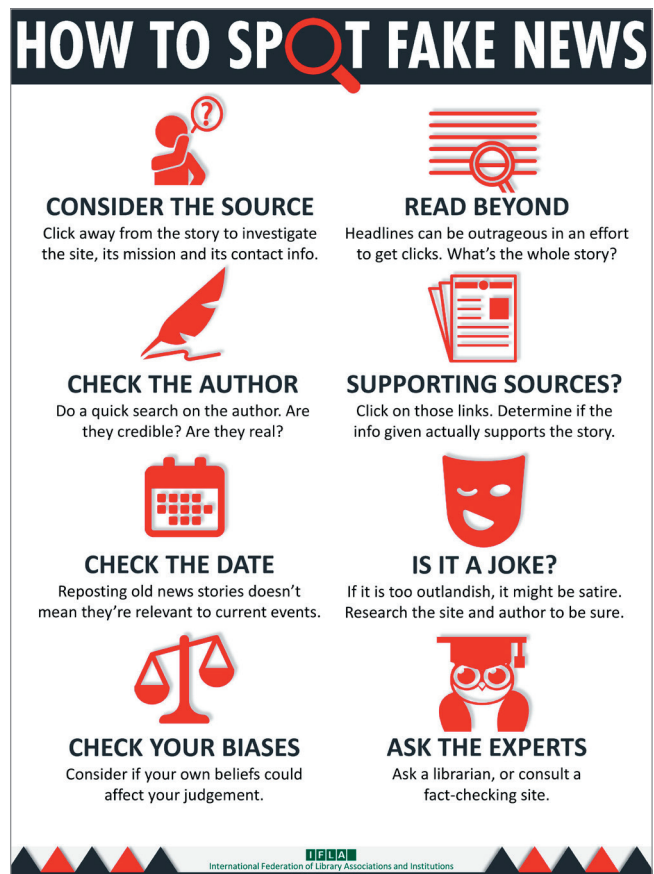 HOW TO SPOT FAKE NEWS
?
CONSIDER THE SOURCE
Click away from the story to investigate
the site, its mission and its contact info.
READ BEYOND
Headlines can be outrageous in an effort
to get clicks. What's the whole story?
CHECK THE AUTHOR
Do a quick search on the author. Are
they credible? Are they real?
SUPPORTING SOURCES?
Click on those links. Determine if the
info given actually supports the story.
CHECK THE DATE
Reposting old news stories doesn't
mean they're relevant to current events.
IS IT A JOKE?
If it is too outlandish, it might be satire.
Research the site and author to be sure.
CHECK YOUR BIASES
Consider if your own beliefs could
affect your judgement.
ASK THE EXPERTS
Ask a librarian, or consult a
fact-checking site.
IFLA
International Federation of Library Associations and Institutions